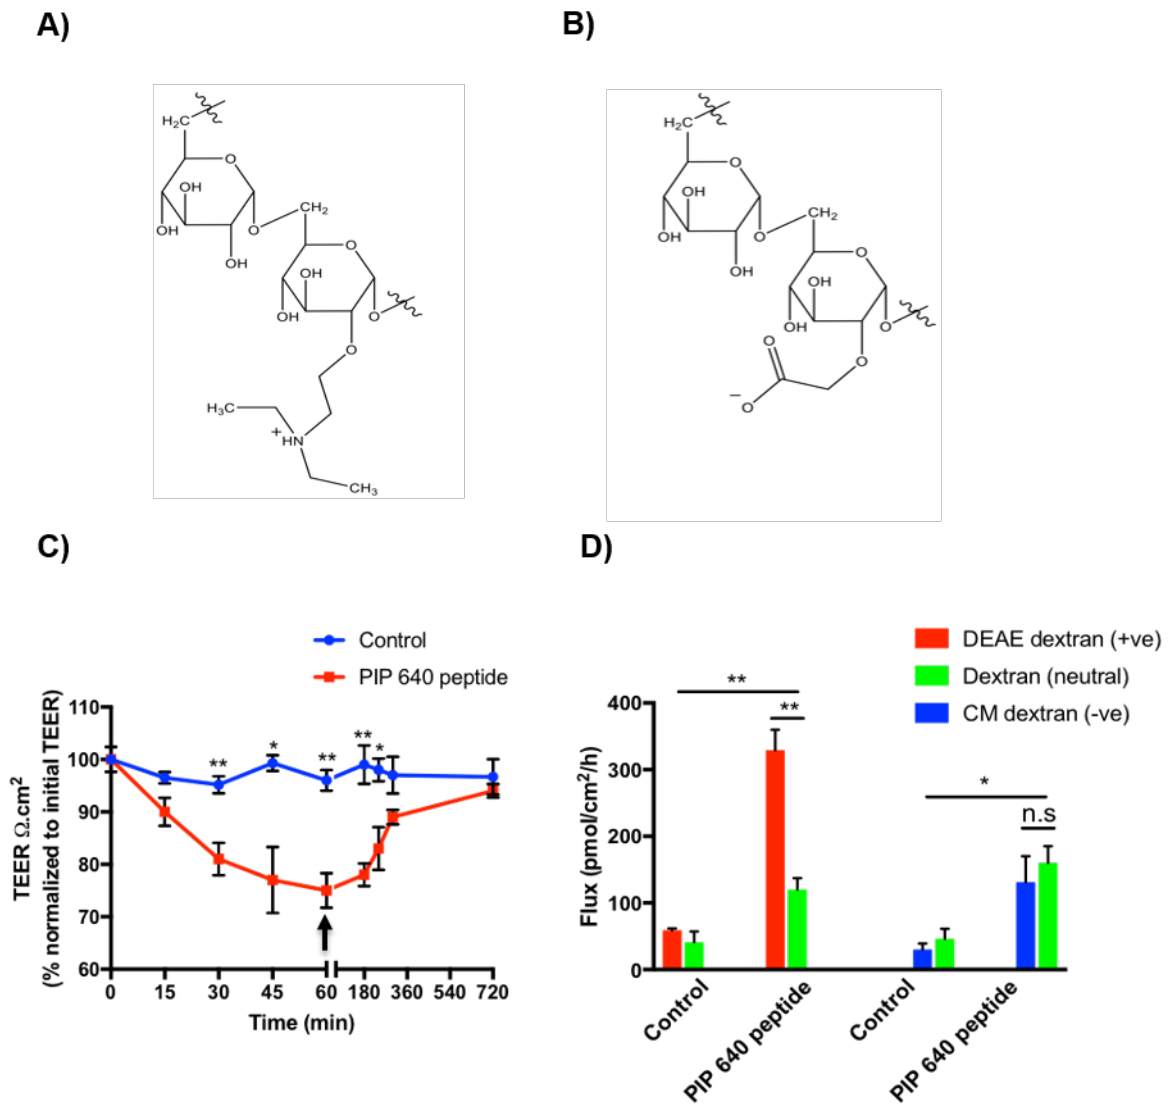 A)
B)
H₂C
O
OH
OH
O
CH₂
OH
O
OH
OH
O
O
H₃C
+
HN
CH₃
H₂C
O
OH
OH
O
CH₂
OH
O
OH
OH
O
O
O
−
O
C)
D)
Control
PIP 640 peptide
TEER Ω.cm²
(% normalized to initial TEER)
110
100
90
80
70
60
** * ** ** *
0 15 30 45 60 180 360 540 720
Time (min)
DEAE dextran (+ve)
Dextran (neutral)
CM dextran (-ve)
Flux (pmol/cm²/h)
400
300
200
100
0
**
**
*
n.s
Control
PIP 640 peptide
Control
PIP 640 peptide